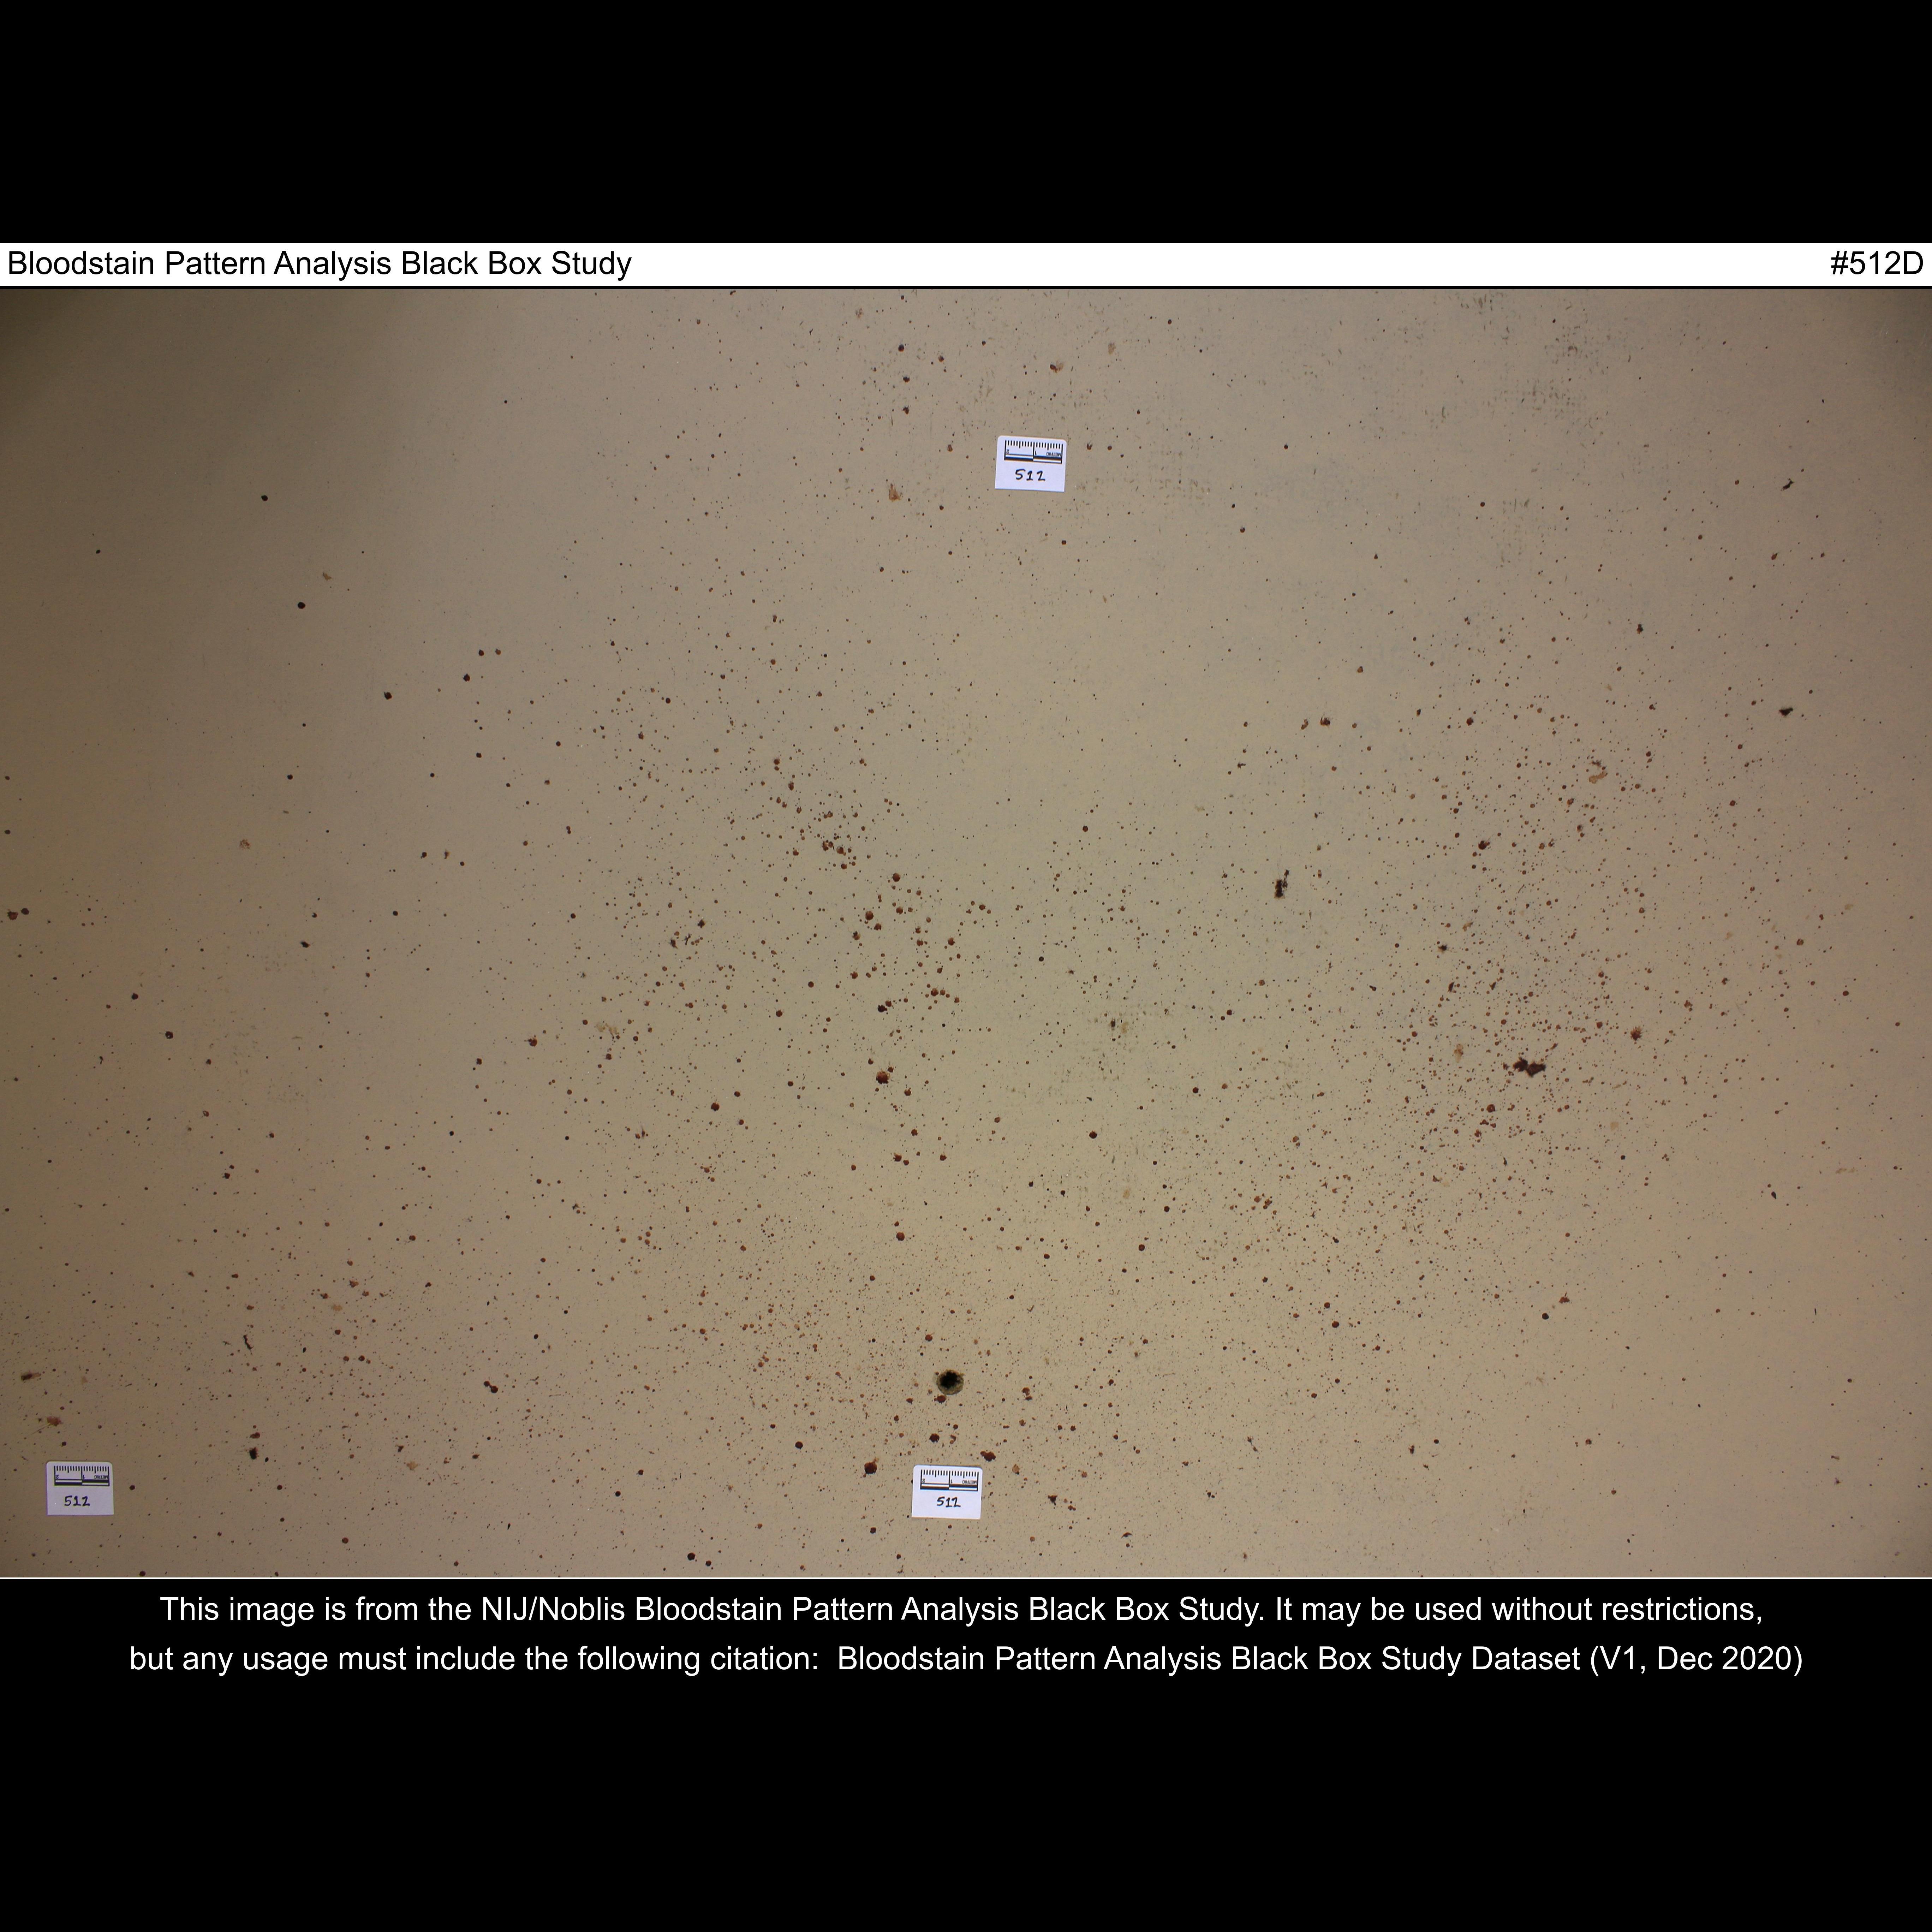 Bloodstain Pattern Analysis Black Box Study #512D
512
512
512
This image is from the NIJ/Noblis Bloodstain Pattern Analysis Black Box Study. It may be used without restrictions,
but any usage must include the following citation:  Bloodstain Pattern Analysis Black Box Study Dataset (V1, Dec 2020)